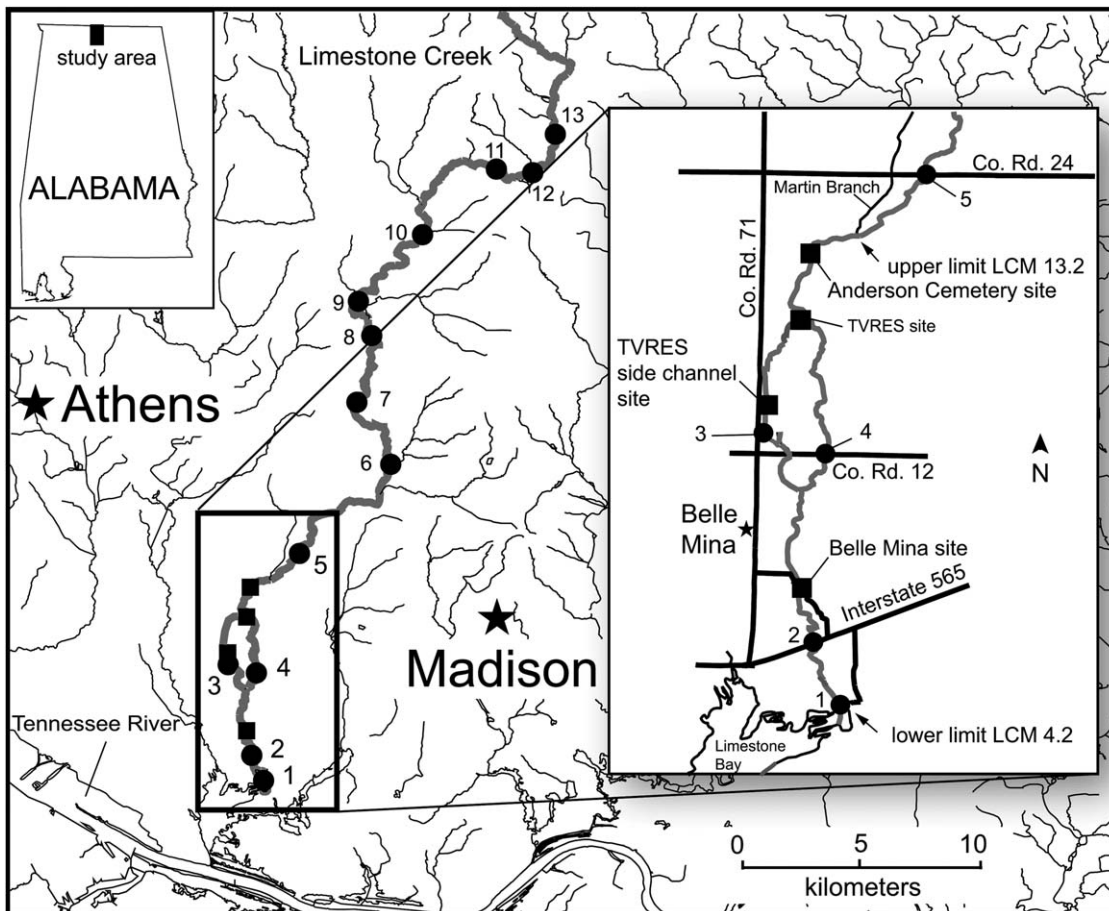 study area
ALABAMA
Limestone Creek
13
11
12
10
9
8
7
6
5
4
3
2
1
Athens
Madison
Tennessee River
Co. Rd. 24
Martin Branch
5
Co. Rd. 71
upper limit LCM 13.2
Anderson Cemetery site
TVRES site
TVRES
side channel
site
3
4
Co. Rd. 12
N
Belle
Mina
Belle Mina site
Interstate 565
2
1
lower limit LCM 4.2
Limestone
Bay
0
5
10
kilometers